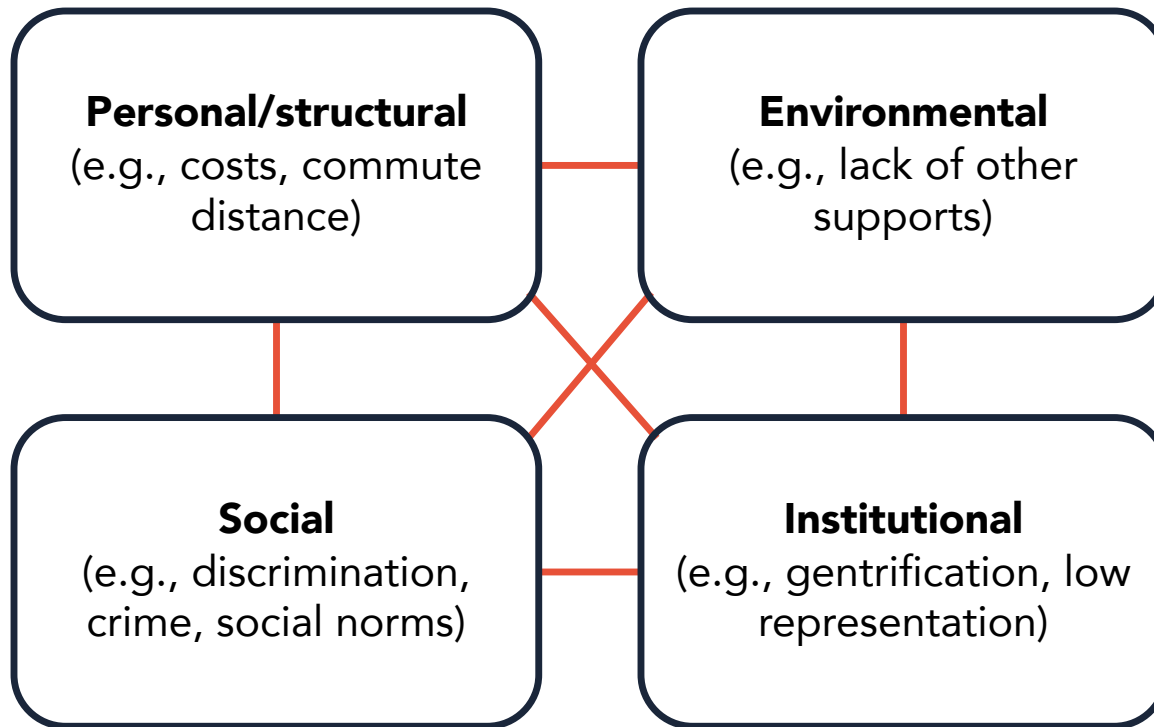 Personal/structural
(e.g., costs, commute
distance)
Environmental
(e.g., lack of other
supports)
Social
(e.g., discrimination,
crime, social norms)
Institutional
(e.g., gentrification, low
representation)